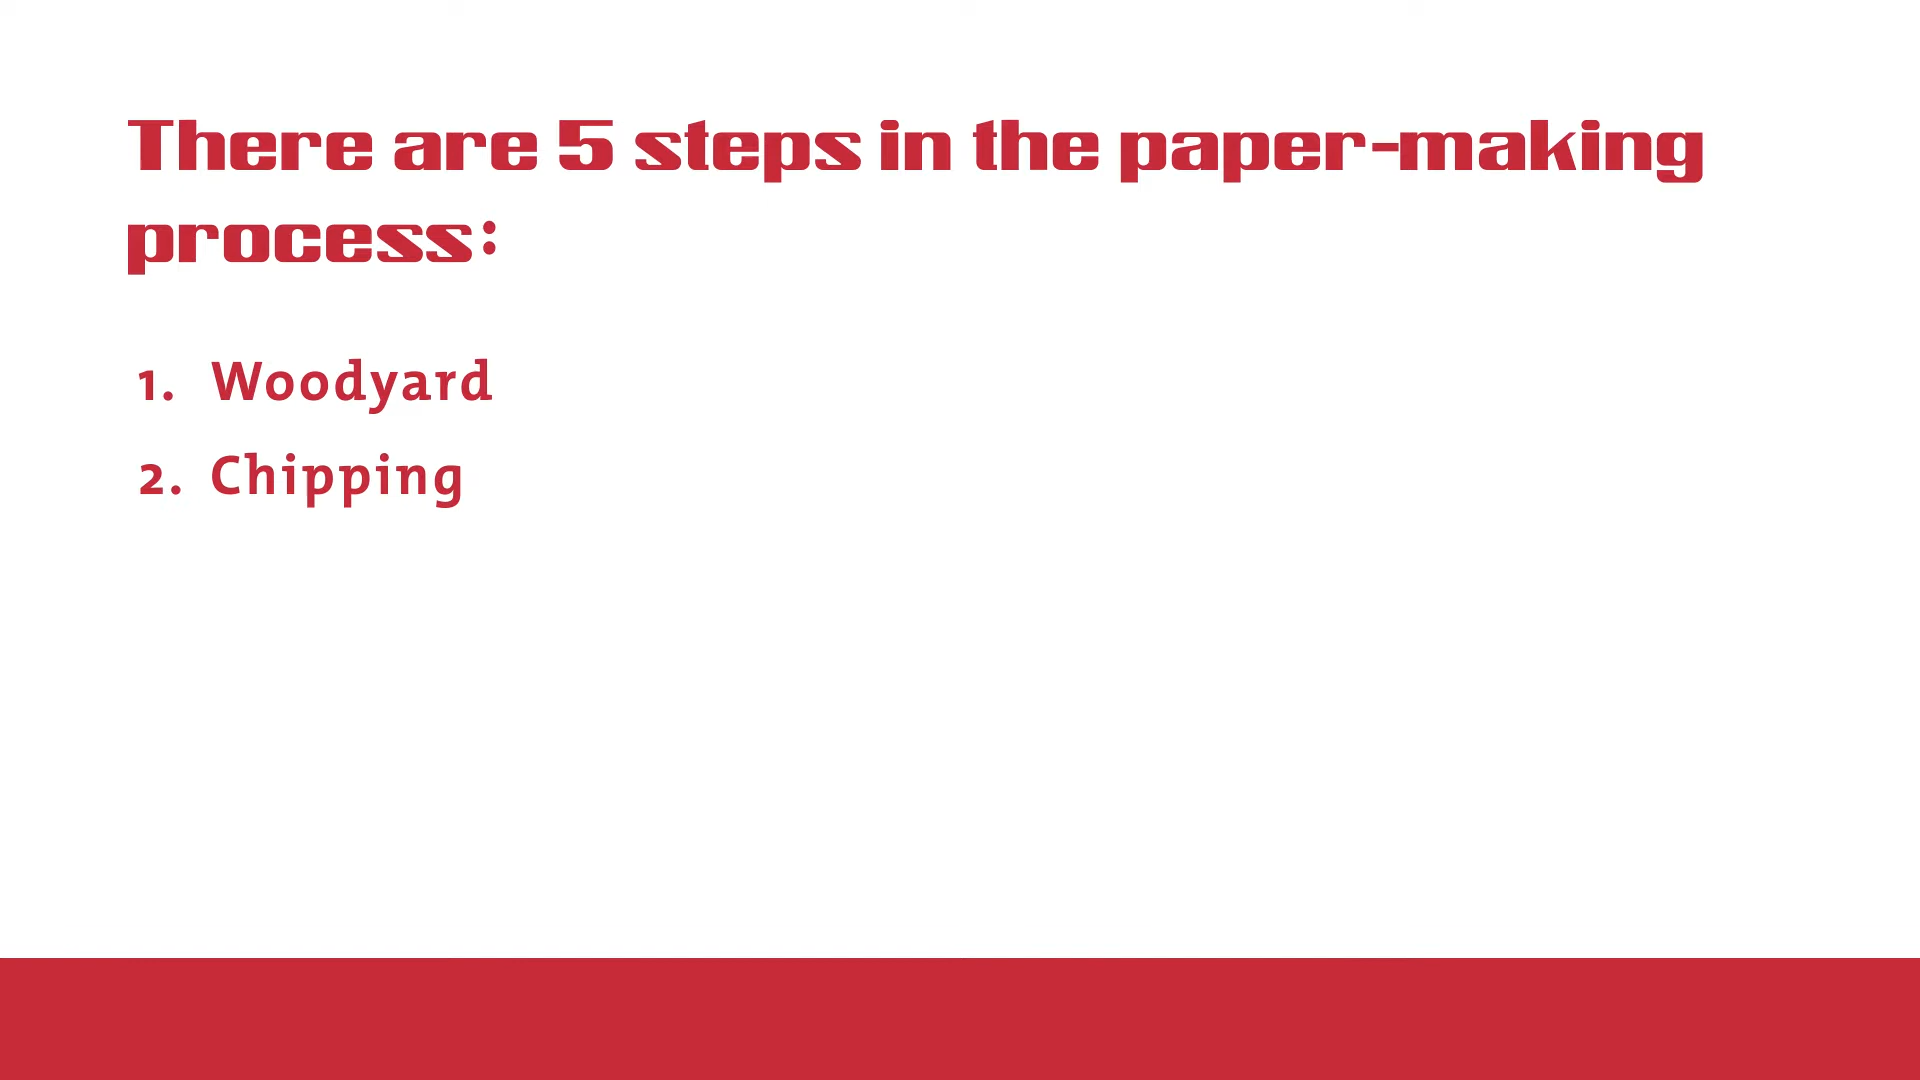 There are 5 steps in the paper-making
process:
1. Woodyard
2. Chipping